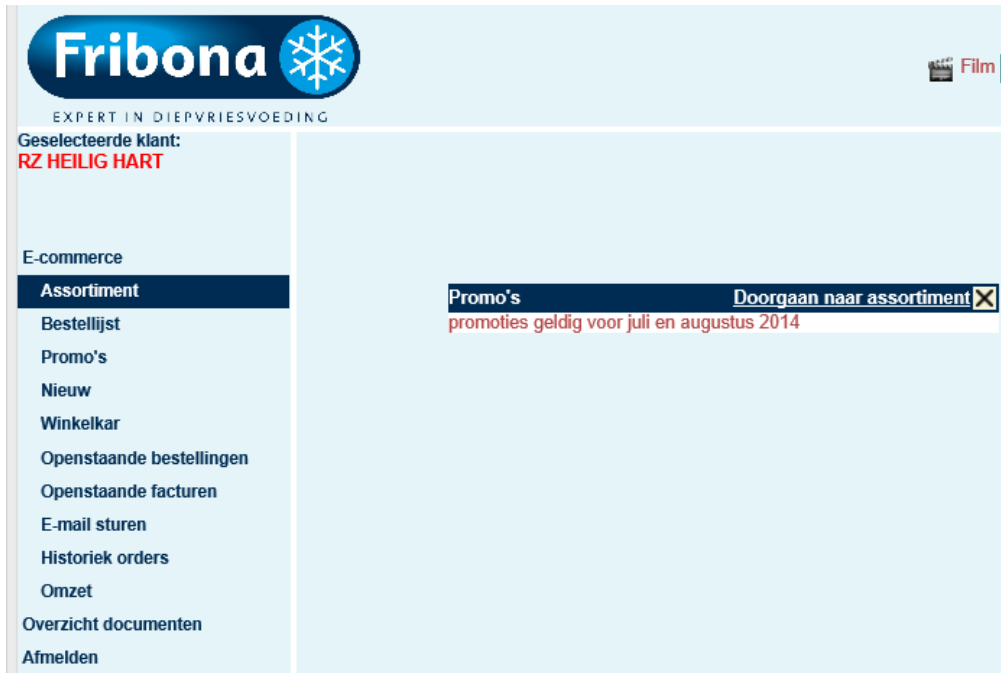 Fribona
EXPERT IN DIEPVRIESVOEDING
Film
Geselecteerde klant:
RZ HEILIG HART
E-commerce
Assortiment
Bestellijst
Promo's
Nieuw
Winkelkar
Openstaande bestellingen
Openstaande facturen
E-mail sturen
Historiek orders
Omzet
Overzicht documenten
Afmelden
Promo's Doorgaan naar assortiment
promoties geldig voor juli en augustus 2014